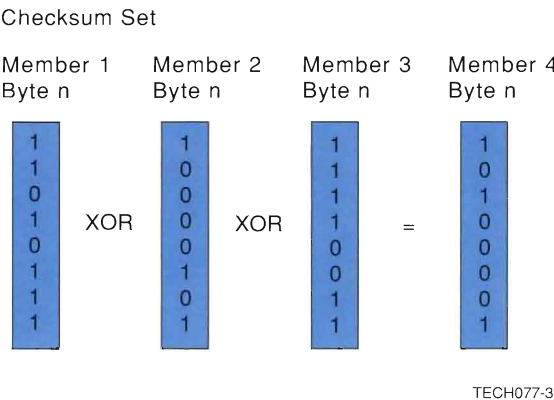 Checksum Set
Member 1 Member 2 Member 3 Member 4
Byte n Byte n Byte n Byte n
1 1 1 1
1 0 1 0
0 0 1 1
1 XOR 0 XOR 1 = 0
0 0 0 0
1 1 0 0
1 0 1 0
1 1 1 1
TECH077-3